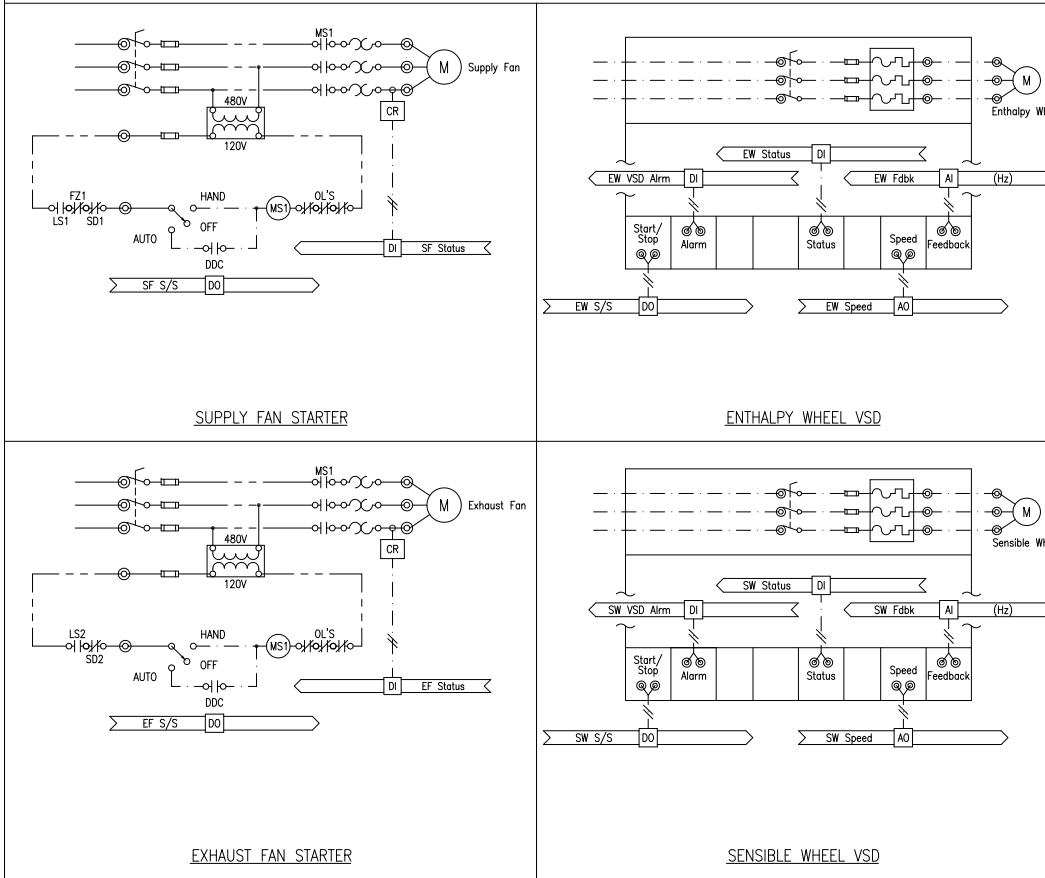 MS1
M
Supply Fan
480V
CR
120V
FZ1
HAND
MS1
OL'S
LS1
SD1
OFF
AUTO
DDC
DI
SF Status
SF S/S
DO
SUPPLY FAN STARTER
M
Enthalpy Wh
EW Status
DI
EW VSD Alrm
DI
EW Fdbk
AI
(Hz)
Start/
Stop
Alarm
Status
Speed
Feedback
EW S/S
DO
EW Speed
AO
ENTHALPY WHEEL VSD
MS1
M
Exhaust Fan
480V
CR
120V
LS2
HAND
MS1
OL'S
SD2
OFF
AUTO
DDC
DI
EF Status
EF S/S
DO
EXHAUST FAN STARTER
M
Sensible Wh
SW Status
DI
SW VSD Alrm
DI
SW Fdbk
AI
(Hz)
Start/
Stop
Alarm
Status
Speed
Feedback
SW S/S
DO
SW Speed
AO
SENSIBLE WHEEL VSD